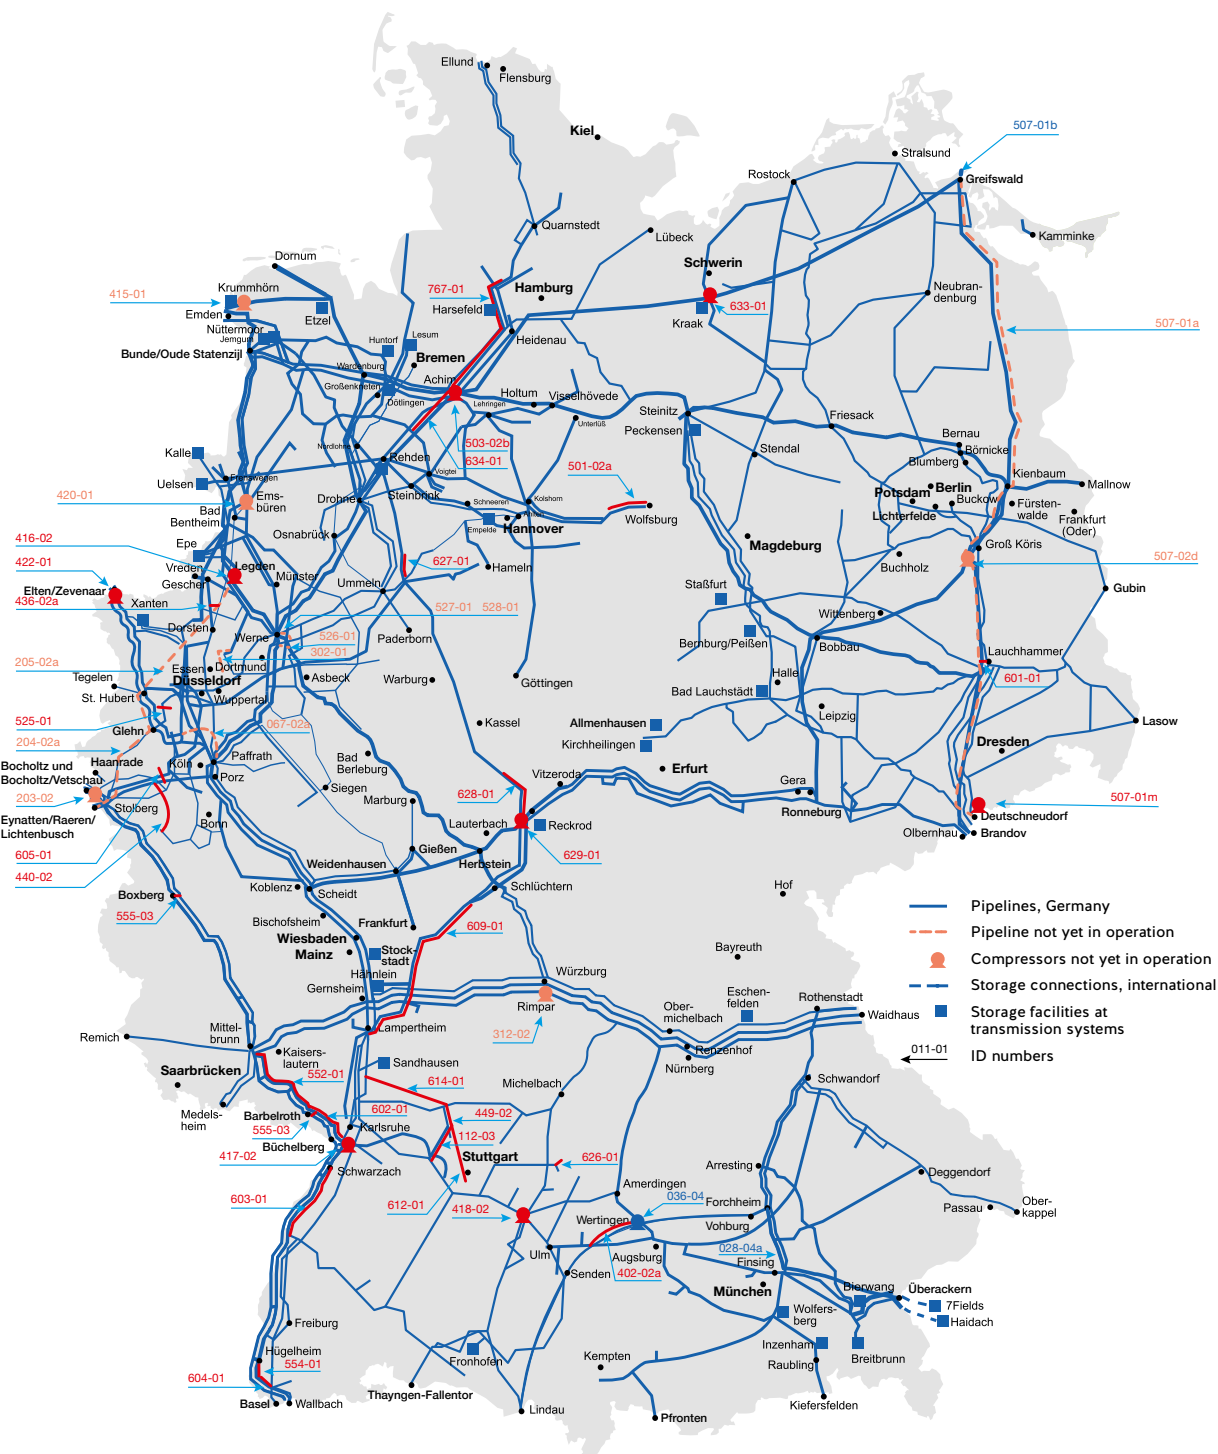 Ellund
Flensburg
Kiel
507-01b
Stralsund
Rostock
Greifswald
Quarnstedt
Lübeck
Kamminke
Dornum
Schwerin
Krummhörn
415-01
767-01
Hamburg
Neubran-
denburg
Harsefeld
633-01
Emden
Etzel
Kraak
507-01a
Nüttermoor
Jemgum
Huntorf
Lesum
Heidenau
Bunde/Oude Statenzijl
Bremen
Wardenburg
Achim
Großenkneten
Dötlingen
Holtum
Visselhövede
Lehringen
Steinitz
Friesack
Unterlüß
Peckensen
Bernau
Nordlohne
503-02b
Börnicke
Stendal
Kalle
Rehden
634-01
Blumberg
501-02a
Voigtei
Kienbaum
Frenswegen
Uelsen
Mallnow
Potsdam
Berlin
420-01
Ems-
büren
Drohne
Steinbrink
Schneeren
Kolshorn
Buckow
Fürsten-
walde
Bad
Bentheim
Ahlten
Wolfsburg
Lichterfelde
Frankfurt
(Oder)
Empelde
Hannover
416-02
Osnabrück
Epe
Magdeburg
Groß Köris
422-01
Vreden
Legden
627-01
Hameln
Buchholz
507-02d
Gescher
Münster
Ummeln
Elten/Zevenaar
Staßfurt
Gubin
436-02a
Xanten
527-01
528-01
Wittenberg
Dorsten
Werne
526-01
Paderborn
Bernburg/Peißen
Bobbau
302-01
Lauchhammer
205-02a
Essen
Dortmund
Tegelen
Düsseldorf
Asbeck
Warburg
Göttingen
Halle
601-01
St. Hubert
Wuppertal
Bad Lauchstädt
525-01
Leipzig
067-02a
Kassel
Allmenhausen
Lasow
Glehn
204-02a
Kirchheilingen
Dresden
Haanrade
Köln
Paffrath
Bad
Berleburg
Bocholtz und
Bocholtz/Vetschau
Porz
Vitzeroda
Erfurt
Gera
Siegen
628-01
203-02
Stolberg
Marburg
507-01m
Eynatten/Raeren/
Lichtenbusch
Bonn
Ronneburg
Deutschneudorf
Lauterbach
Reckrod
Olbernhau
Brandov
605-01
Gießen
629-01
Weidenhausen
Herbstein
440-02
Koblenz
Schlüchtern
Hof
Boxberg
Scheidt
Pipelines, Germany
555-03
Bischofsheim
Frankfurt
609-01
Pipeline not yet in operation
Wiesbaden
Mainz
Stock-
stadt
Bayreuth
Compressors not yet in operation
Hähnlein
Würzburg
Storage connections, international
Gernsheim
Eschen-
felden
Rothenstadt
Rimpar
Ober-
michelbach
Storage facilities at
transmission systems
Waidhaus
Mittel-
brunn
Lampertheim
312-02
011-01
ID numbers
Remich
Kaisers-
lautern
Renzenhof
Sandhausen
Nürnberg
Saarbrücken
552-01
614-01
Michelbach
Schwandorf
Medels-
heim
Barbelroth
602-01
449-02
555-03
Karlsruhe
Büchelberg
112-03
417-02
Stuttgart
626-01
Schwarzach
Arresting
Deggendorf
603-01
Amerdingen
612-01
418-02
036-04
Forchheim
Passau
Ober-
kappel
Wertingen
Vohburg
Ulm
Augsburg
028-04a
Finsing
Senden
402-02a
München
Bierwang
Überackern
7Fields
Wolfers-
berg
Haidach
Freiburg
Inzenham
Hügelheim
Fronhofen
Kempten
Raubling
Breitbrunn
554-01
604-01
Thayngen-Fallentor
Basel
Wallbach
Lindau
Pfronten
Kiefersfelden